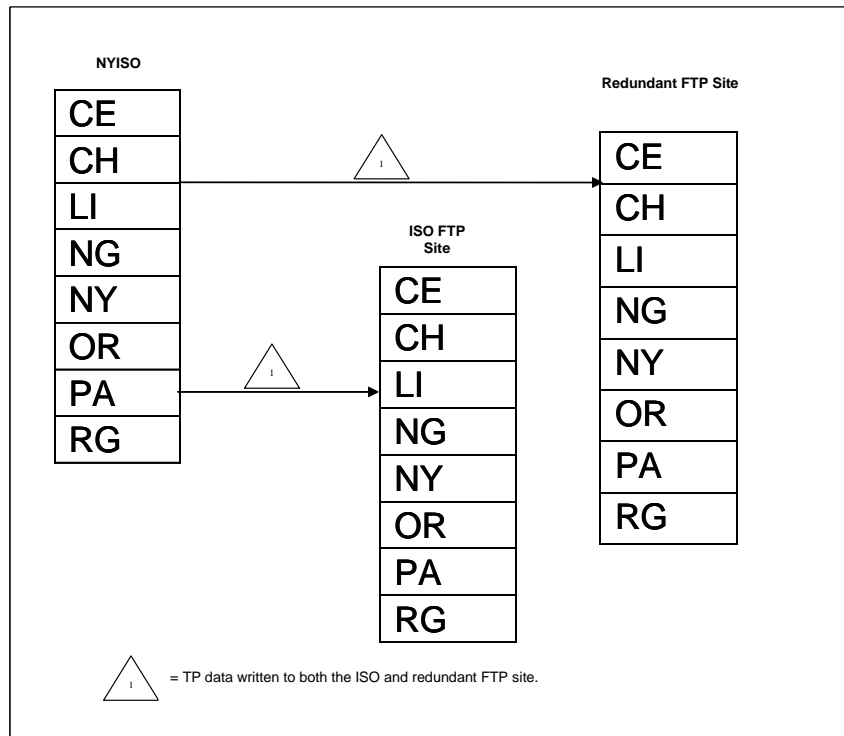 NYISO
CE
CH
LI
NG
NY
OR
PA
RG
1
1
ISO FTP
Site
CE
CH
LI
NG
NY
OR
PA
RG
Redundant FTP Site
CE
CH
LI
NG
NY
OR
PA
RG
1
= TP data written to both the ISO and redundant FTP site.